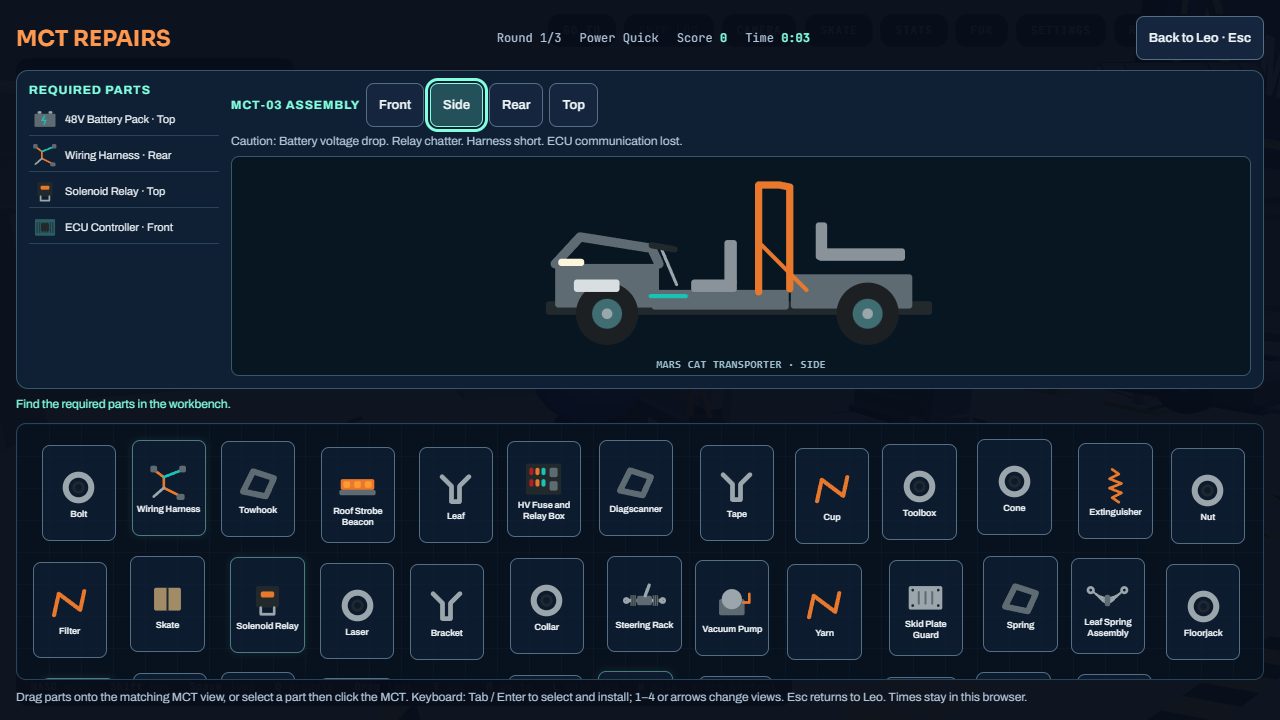 MCT REPAIRS
Round 1/3 Power Quick Score 0 Time 0:03
Back to Leo · Esc
REQUIRED PARTS
48V Battery Pack · Top
Wiring Harness · Rear
Solenoid Relay · Top
ECU Controller · Front
MCT-03 ASSEMBLY
Front
Side
Rear
Top
Caution: Battery voltage drop. Relay chatter. Harness short. ECU communication lost.
MARS CAT TRANSPORTER · SIDE
Find the required parts in the workbench.
Bolt
Wiring Harness
Towhook
Roof Strobe
Beacon
Leaf
HV Fuse and
Relay Box
Diagscanner
Tape
Cup
Toolbox
Cone
Extinguisher
Nut
Filter
Skate
Solenoid Relay
Laser
Bracket
Collar
Steering Rack
Vacuum Pump
Yarn
Skid Plate
Guard
Spring
Leaf Spring
Assembly
Floorjack
Drag parts onto the matching MCT view, or select a part then click the MCT. Keyboard: Tab / Enter to select and install; 1–4 or arrows change views. Esc returns to Leo. Times stay in this browser.